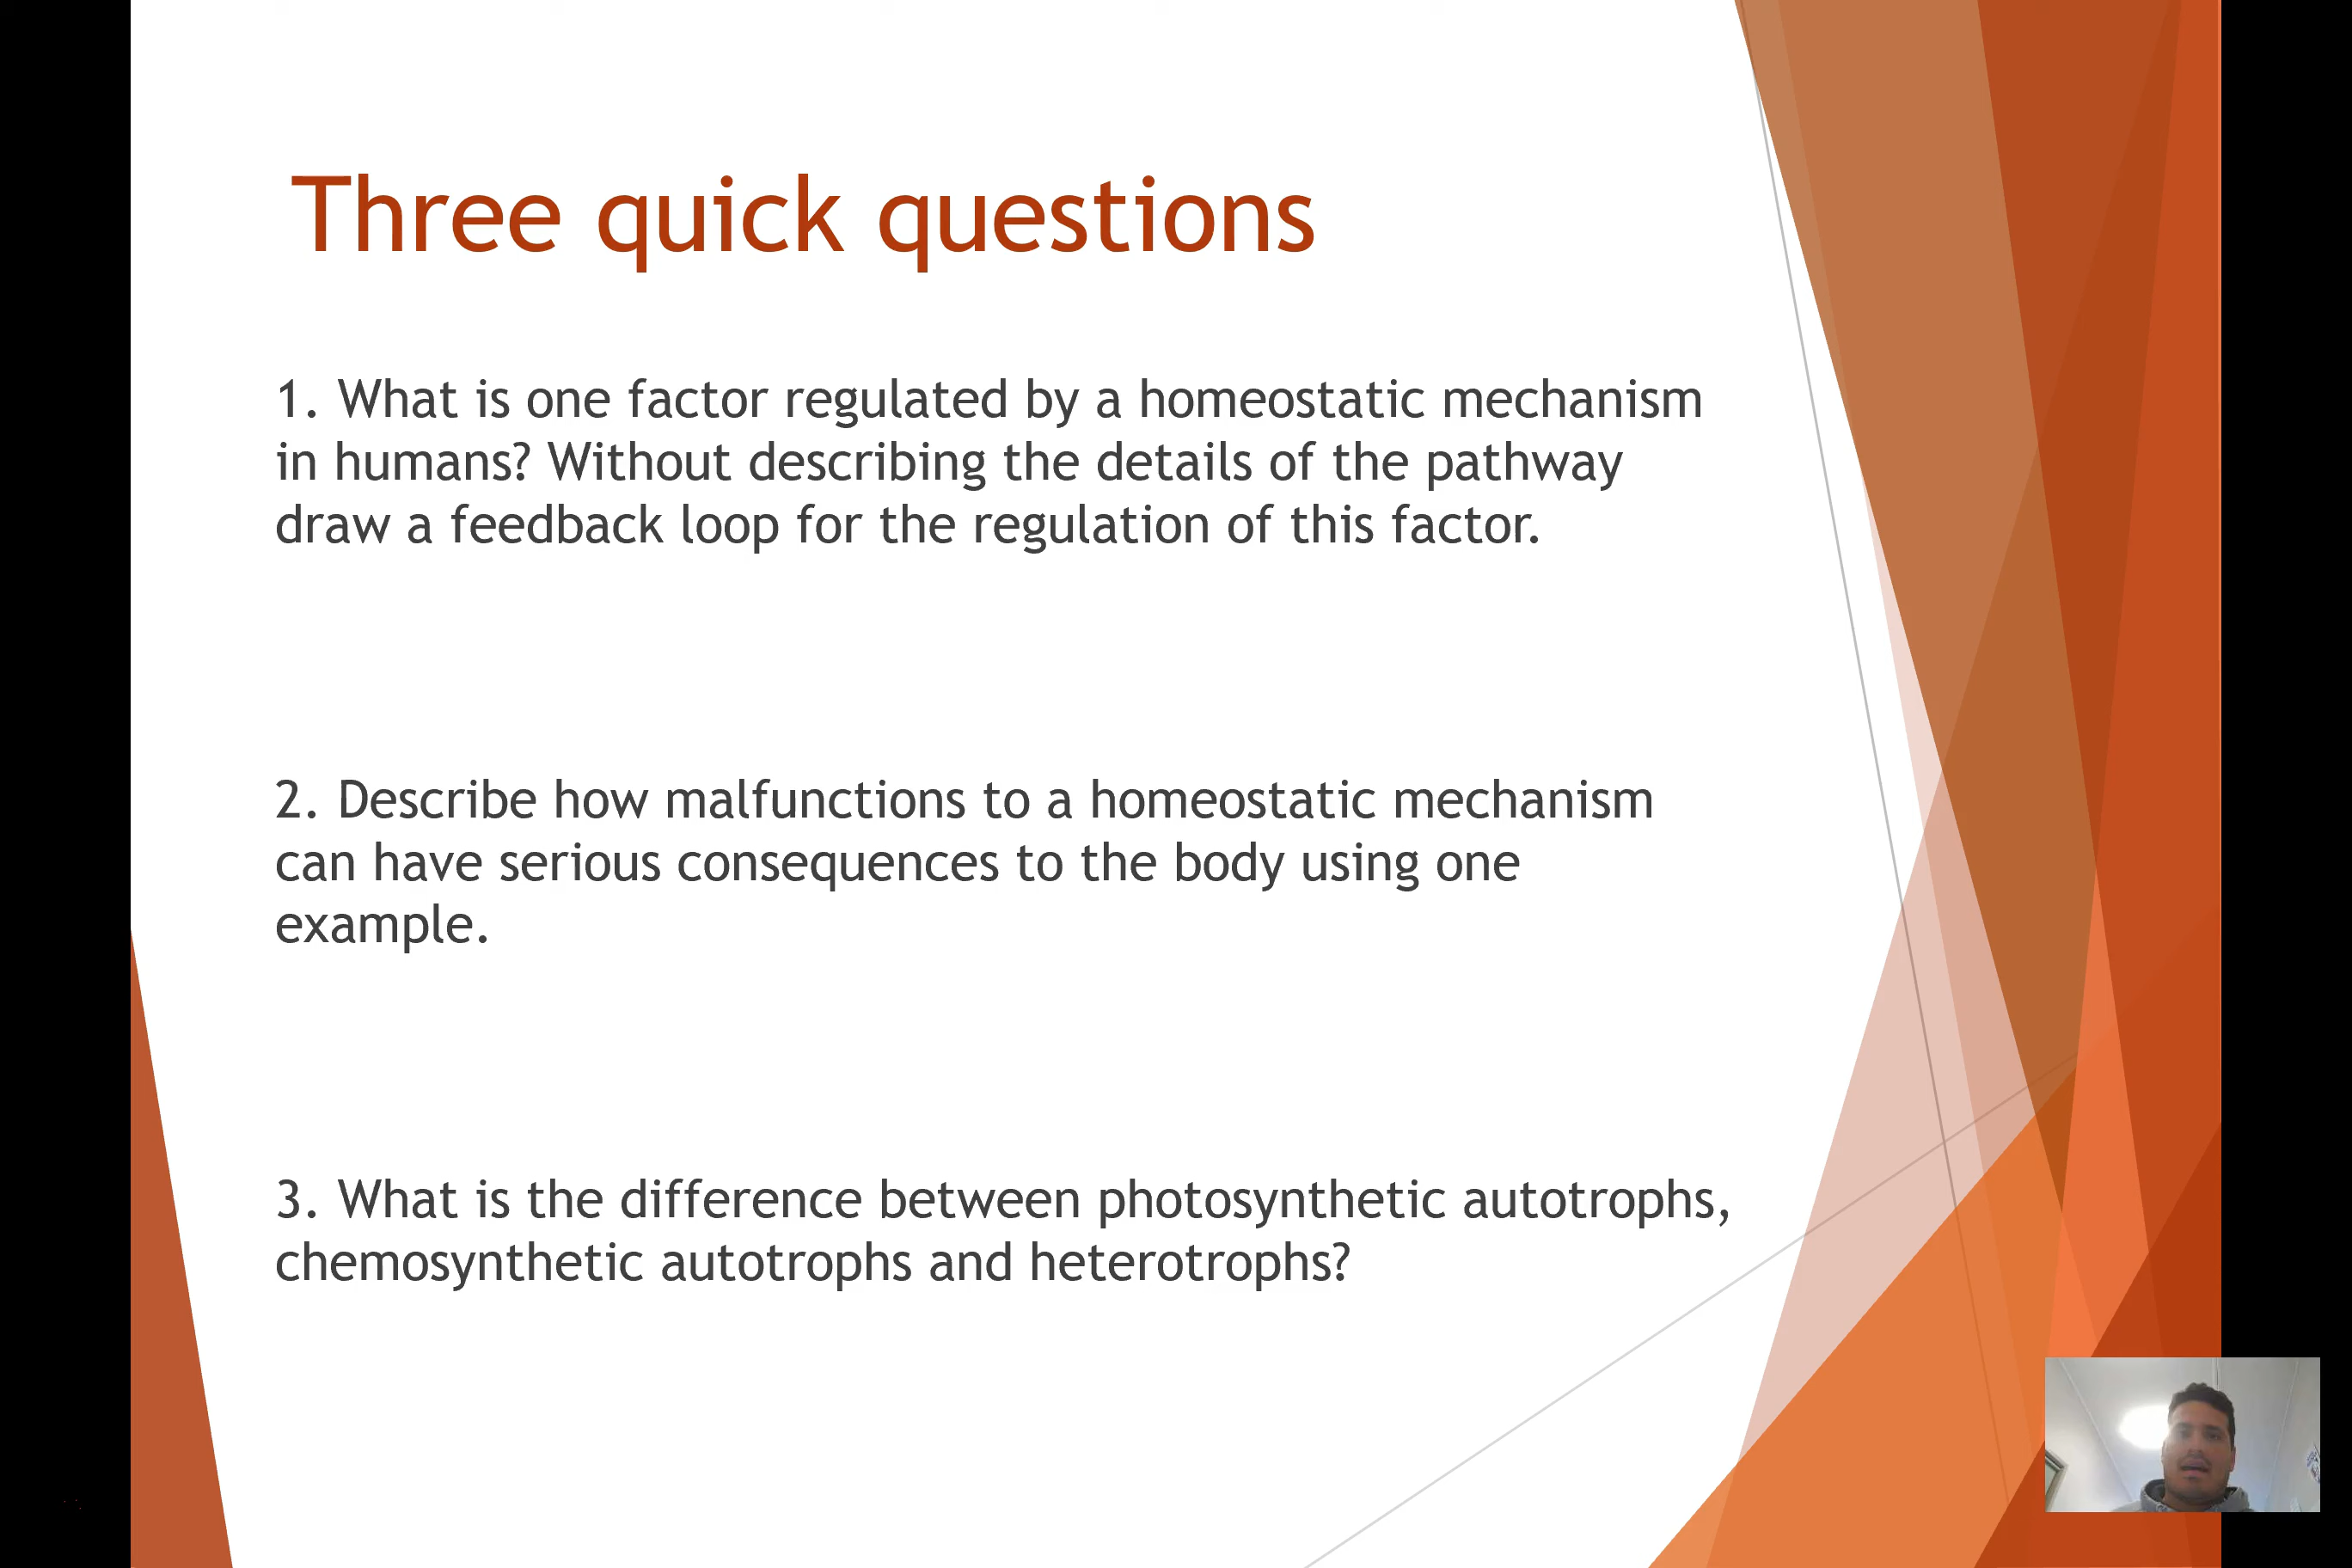 Three quick questions
1. What is one factor regulated by a homeostatic mechanism
in humans? Without describing the details of the pathway
draw a feedback loop for the regulation of this factor.
2. Describe how malfunctions to a homeostatic mechanism
can have serious consequences to the body using one
example.
3. What is the difference between photosynthetic autotrophs,
chemosynthetic autotrophs and heterotrophs?